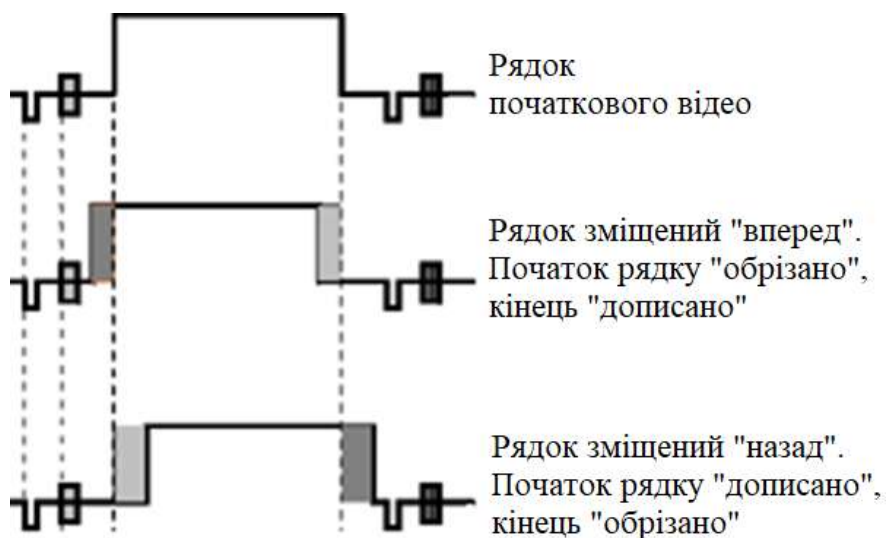 Рядок
початкового відео
Рядок зміщений "вперед".
Початок рядку "обрізано",
кінець "дописано"
Рядок зміщений "назад".
Початок рядку "дописано",
кінець "обрізано"